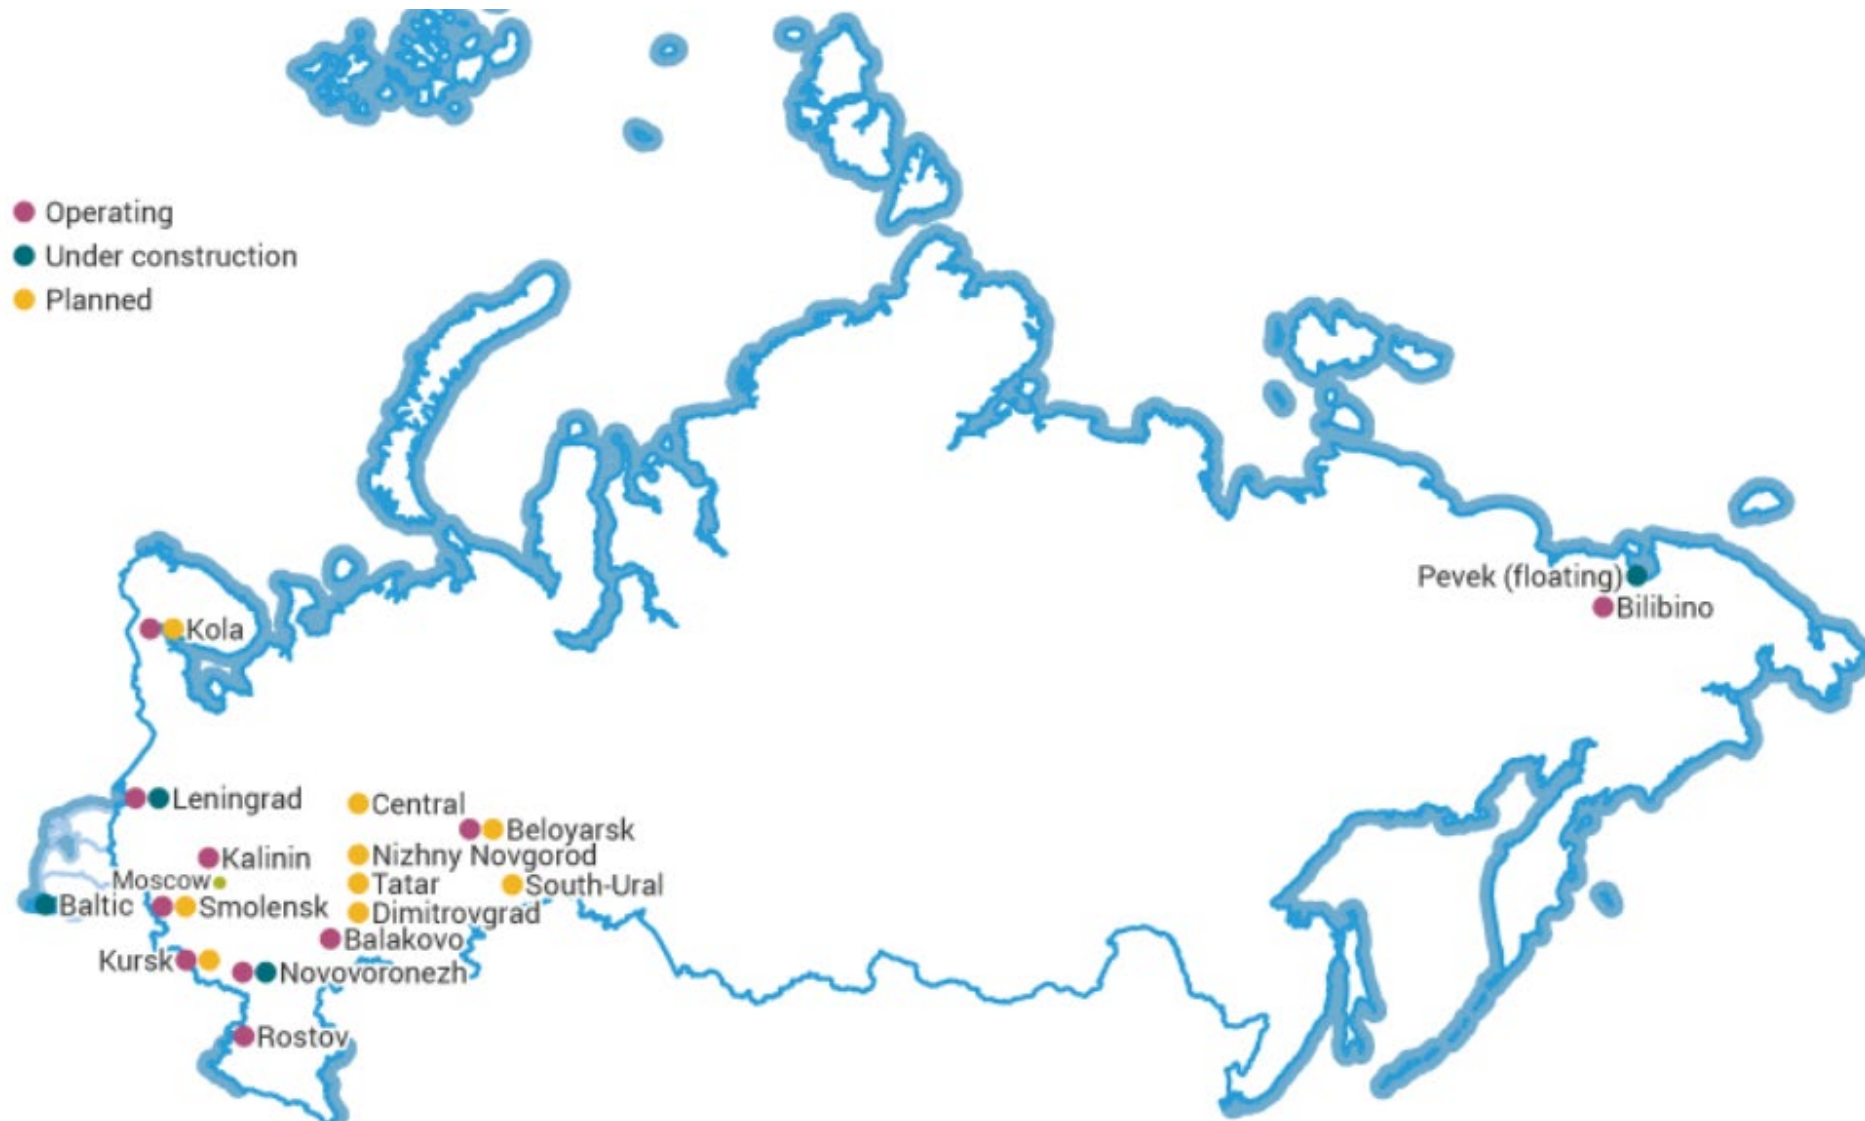 Operating
Under construction
Planned
Pevek (floating)
Bilibino
Kola
Leningrad
Central
Beloyarsk
Kalinin
Nizhny Novgorod
Moscow
Tatar
South-Ural
Baltic
Smolensk
Dimitrovgrad
Balakovo
Kursk
Novovoronezh
Rostov